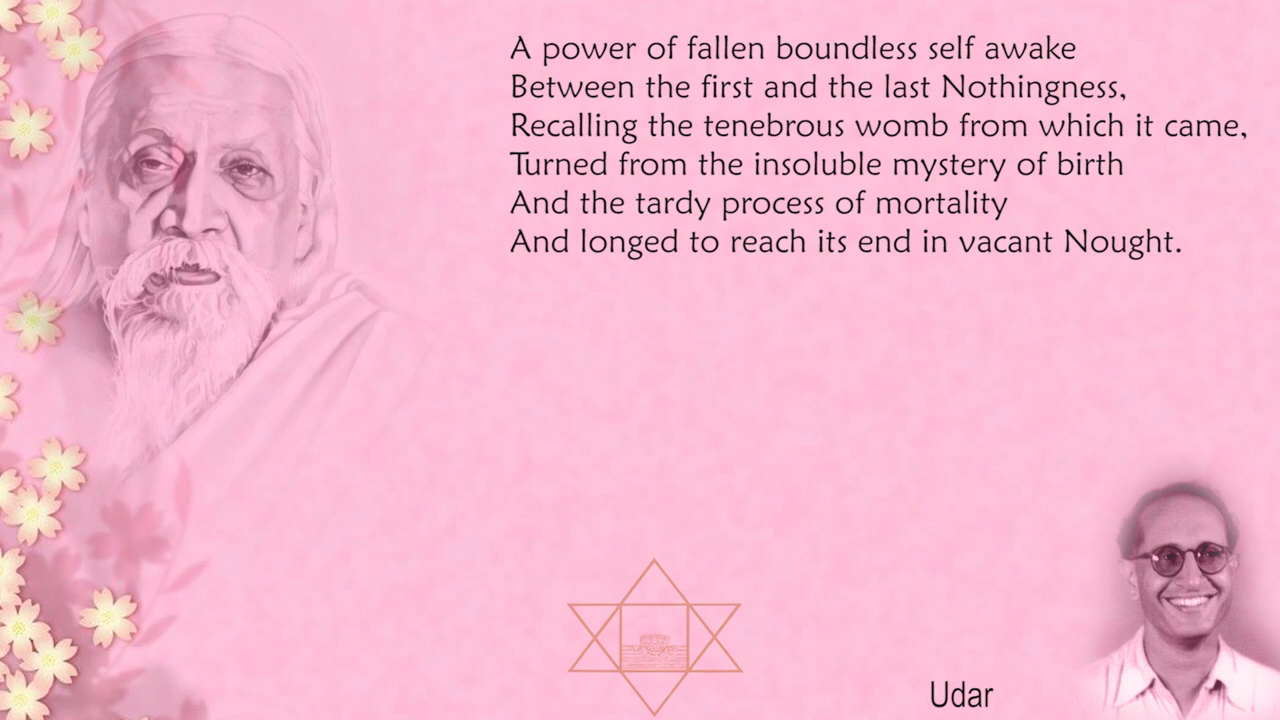 A power of fallen boundless self awake
Between the first and the last Nothingness,
Recalling the tenebrous womb from which it came,
Turned from the insoluble mystery of birth
And the tardy process of mortality
And longed to reach its end in vacant Nought.
Udar